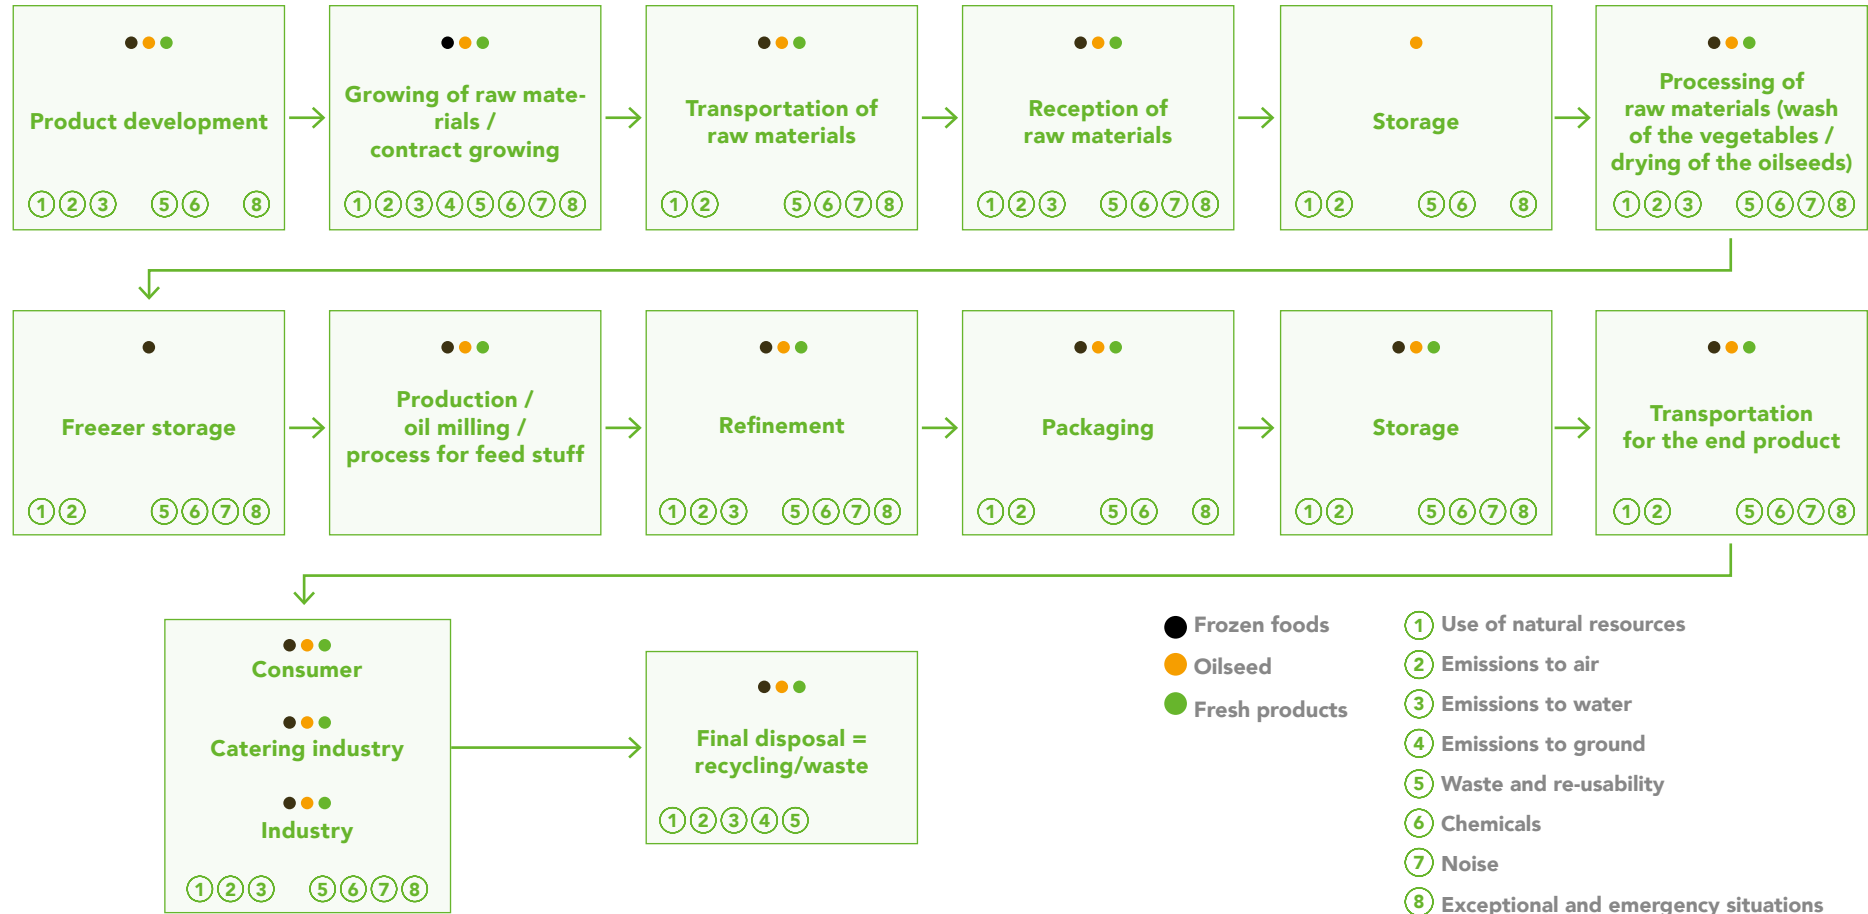 Product development
1 2 3 5 6 8
Growing of raw mate-
rials /
contract growing
1 2 3 4 5 6 7 8
Transportation of
raw materials
1 2 5 6 7 8
Reception of
raw materials
1 2 3 5 6 7 8
Storage
1 2 5 6 8
Processing of
raw materials (wash
of the vegetables /
drying of the oilseeds)
1 2 3 5 6 7 8
Freezer storage
1 2 5 6 7 8
Production /
oil milling /
process for feed stuff
Refinement
1 2 3 5 6 7 8
Packaging
1 2 5 6 8
Storage
1 2 5 6 7 8
Transportation
for the end product
1 2 5 6 7 8
Consumer
Catering industry
Industry
1 2 3 5 6 7 8
Final disposal =
recycling/waste
1 2 3 4 5
Frozen foods
Oilseed
Fresh products
1 Use of natural resources
2 Emissions to air
3 Emissions to water
4 Emissions to ground
5 Waste and re-usability
6 Chemicals
7 Noise
8 Exceptional and emergency situations